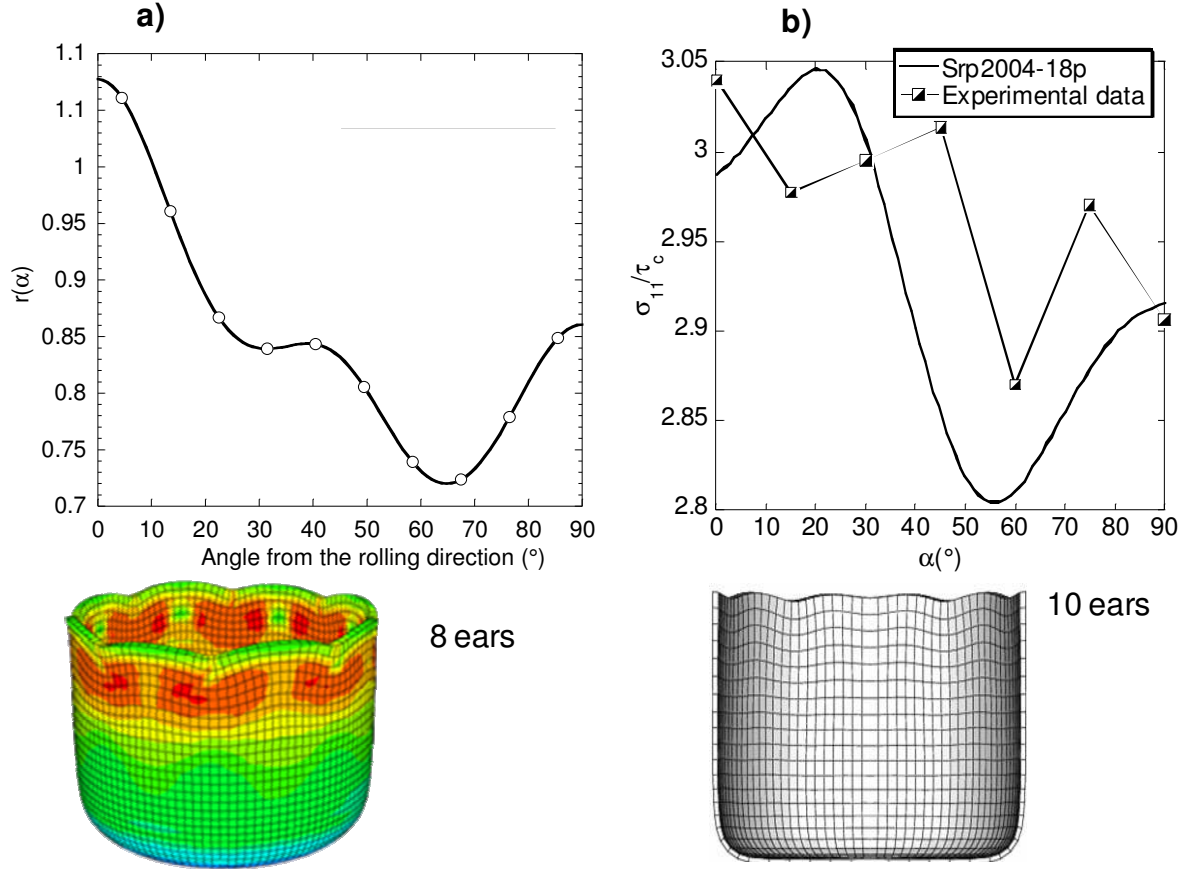 a)
1.1
1.1
1
0.95
0.9
0.85
0.8
0.75
0.7
r(α)
0 10 20 30 40 50 60 70 80 90
Angle from the rolling direction (°)
8 ears
b)
Srp2004-18p
Experimental data
3.05
3
2.95
2.9
2.85
2.8
σ11/τc
0 10 20 30 40 50 60 70 80 90
α(°)
10 ears